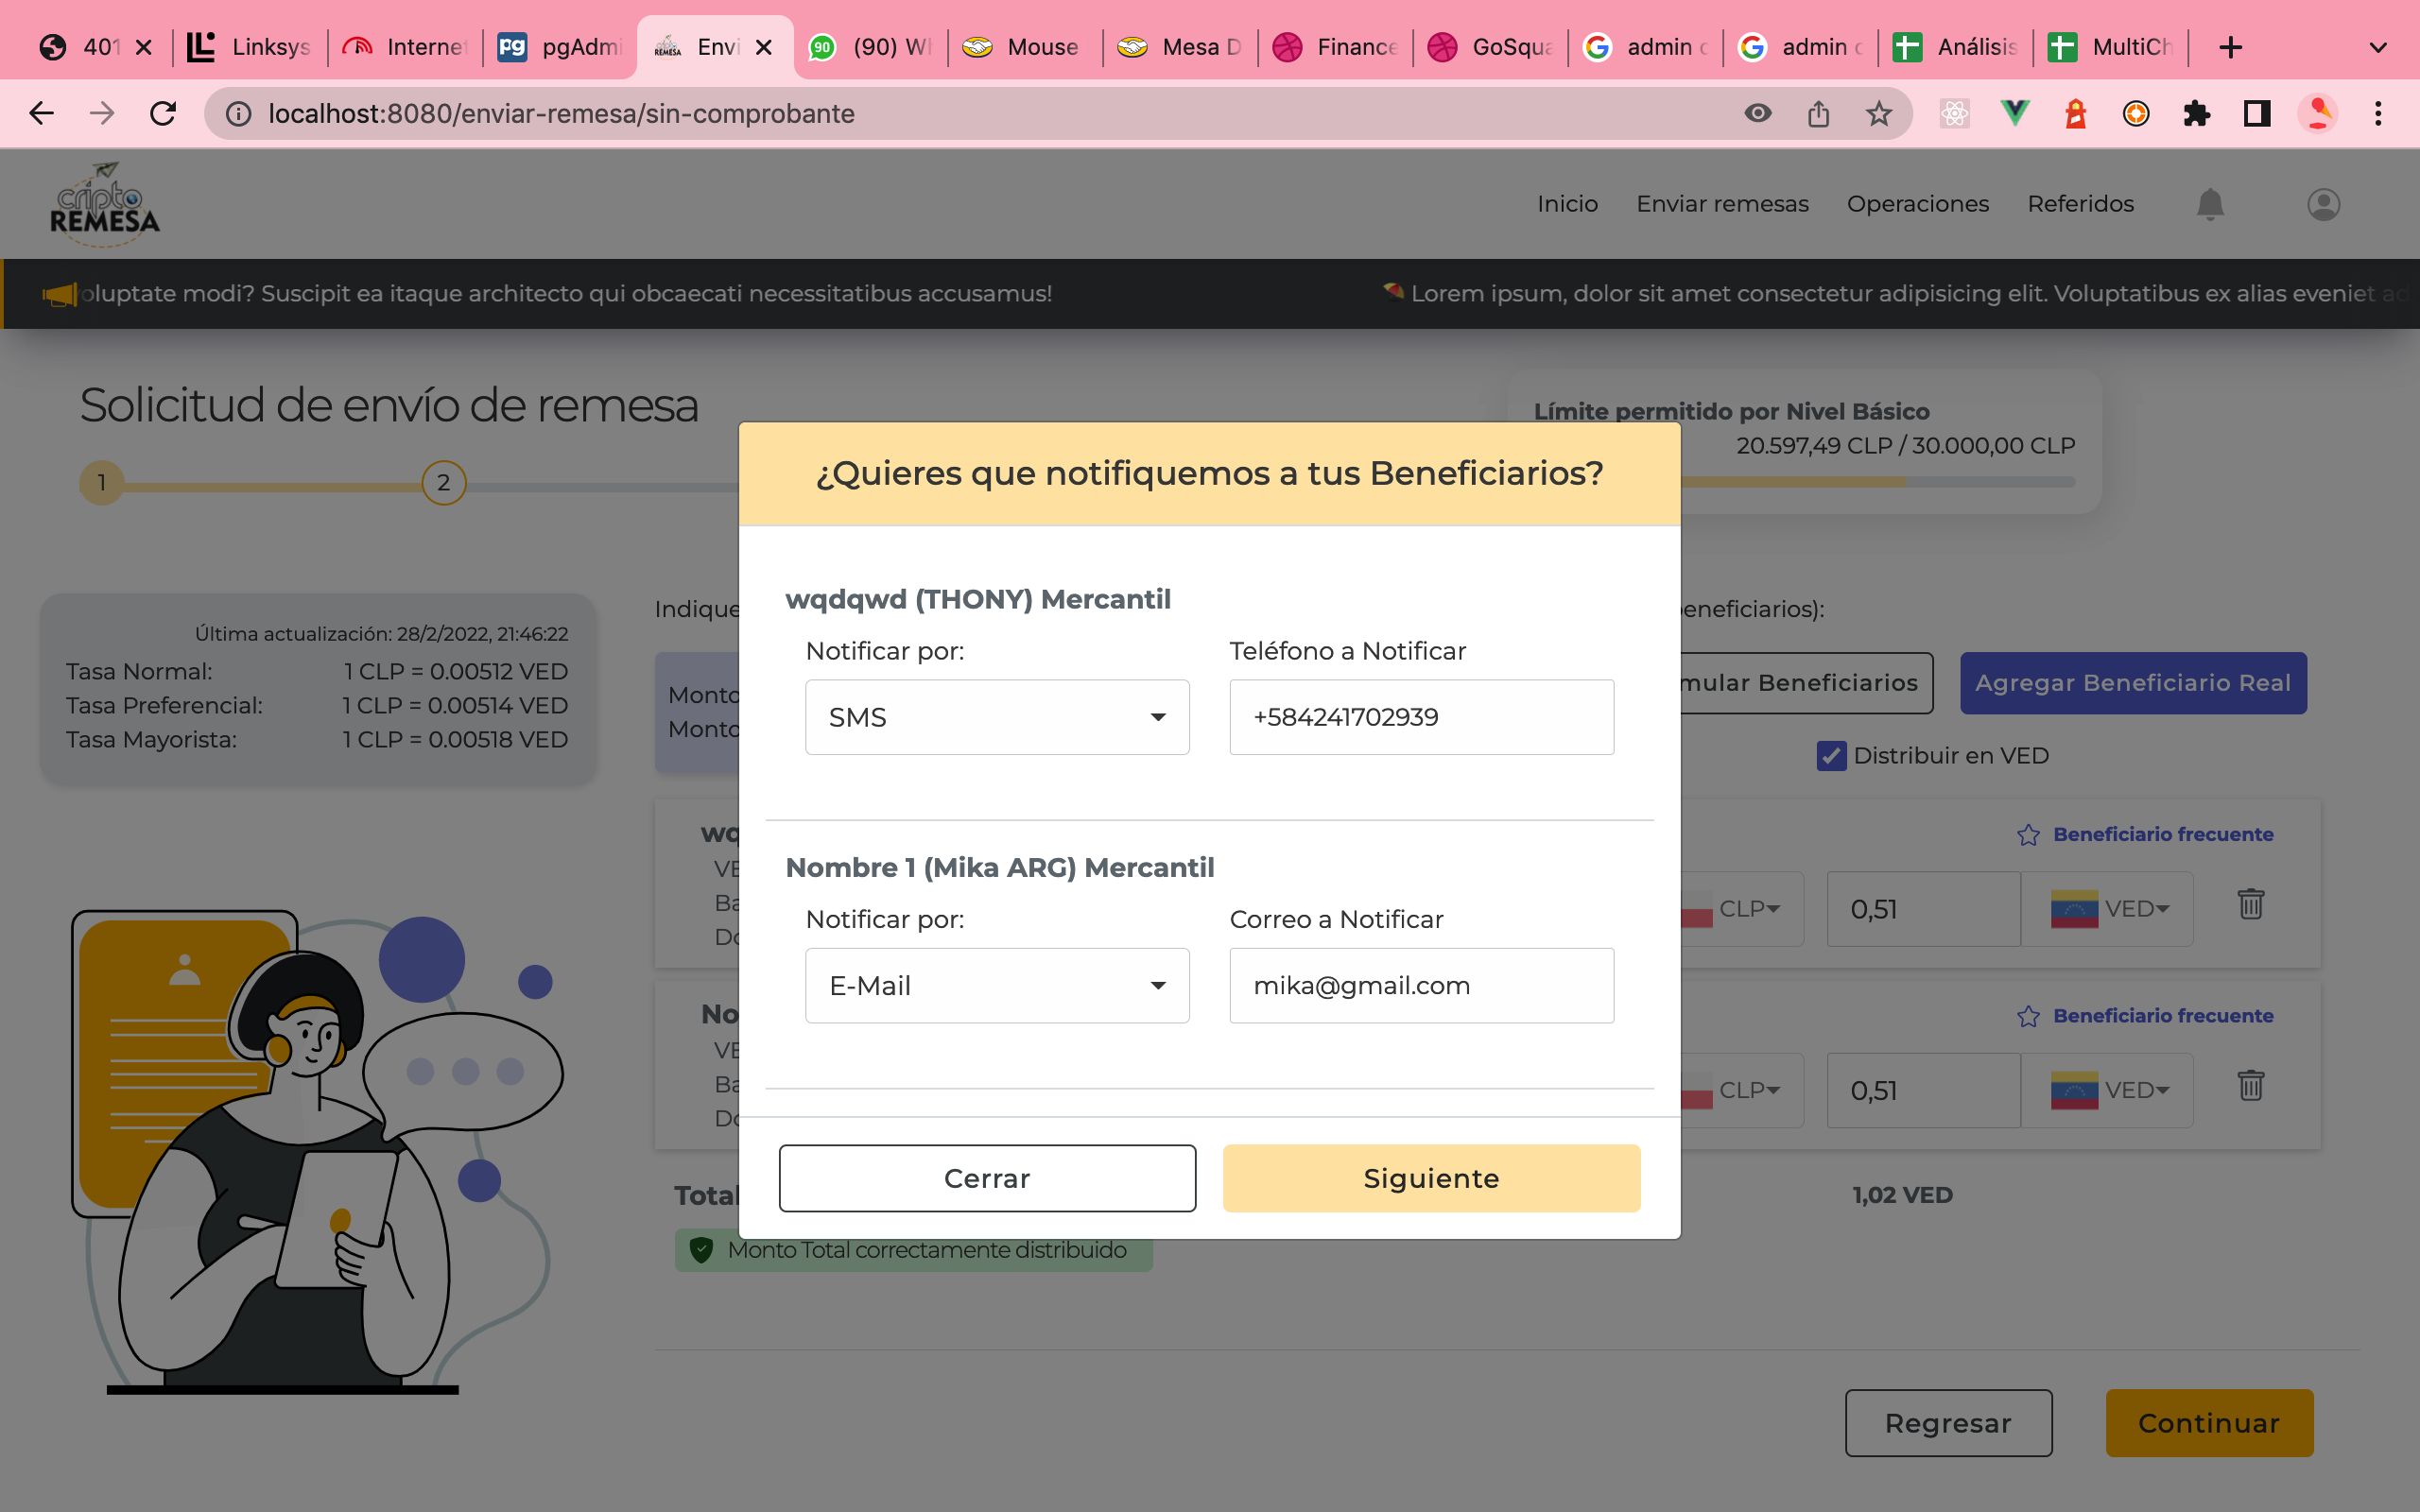 401
Linksys
Internet
pgAdmi
Envi
(90) W
Mouse
Mesa D
Finance
GoSqua
admin c
admin c
Análisis
MultiCh
localhost:8080/enviar-remesa/sin-comprobante
cripto
REMESA
Inicio
Enviar remesas
Operaciones
Referidos
oluptate modi? Suscipit ea itaque architecto qui obcaecati necessitatibus accusamus!
Lorem ipsum, dolor sit amet consectetur adipisicing elit. Voluptatibus ex alias eveniet ad
Solicitud de envío de remesa
1
2
Límite permitido por Nivel Básico
20.597,49 CLP / 30.000,00 CLP
Última actualización: 28/2/2022, 21:46:22
Tasa Normal: 1 CLP = 0.00512 VED
Tasa Preferencial: 1 CLP = 0.00514 VED
Tasa Mayorista: 1 CLP = 0.00518 VED
Indique
eneficiarios):
Monto
Monto
mular Beneficiarios
Agregar Beneficiario Real
Distribuir en VED
¿Quieres que notifiquemos a tus Beneficiarios?
wqdqwd (THONY) Mercantil
Notificar por:
Teléfono a Notificar
SMS
+584241702939
Nombre 1 (Mika ARG) Mercantil
Notificar por:
Correo a Notificar
E-Mail
mika@gmail.com
Cerrar
Siguiente
wq
VE
Ba
Do
Beneficiario frecuente
CLP
0,51
VED
No
VE
Ba
Do
Beneficiario frecuente
CLP
0,51
VED
Total
1,02 VED
Monto Total correctamente distribuido
Regresar
Continuar